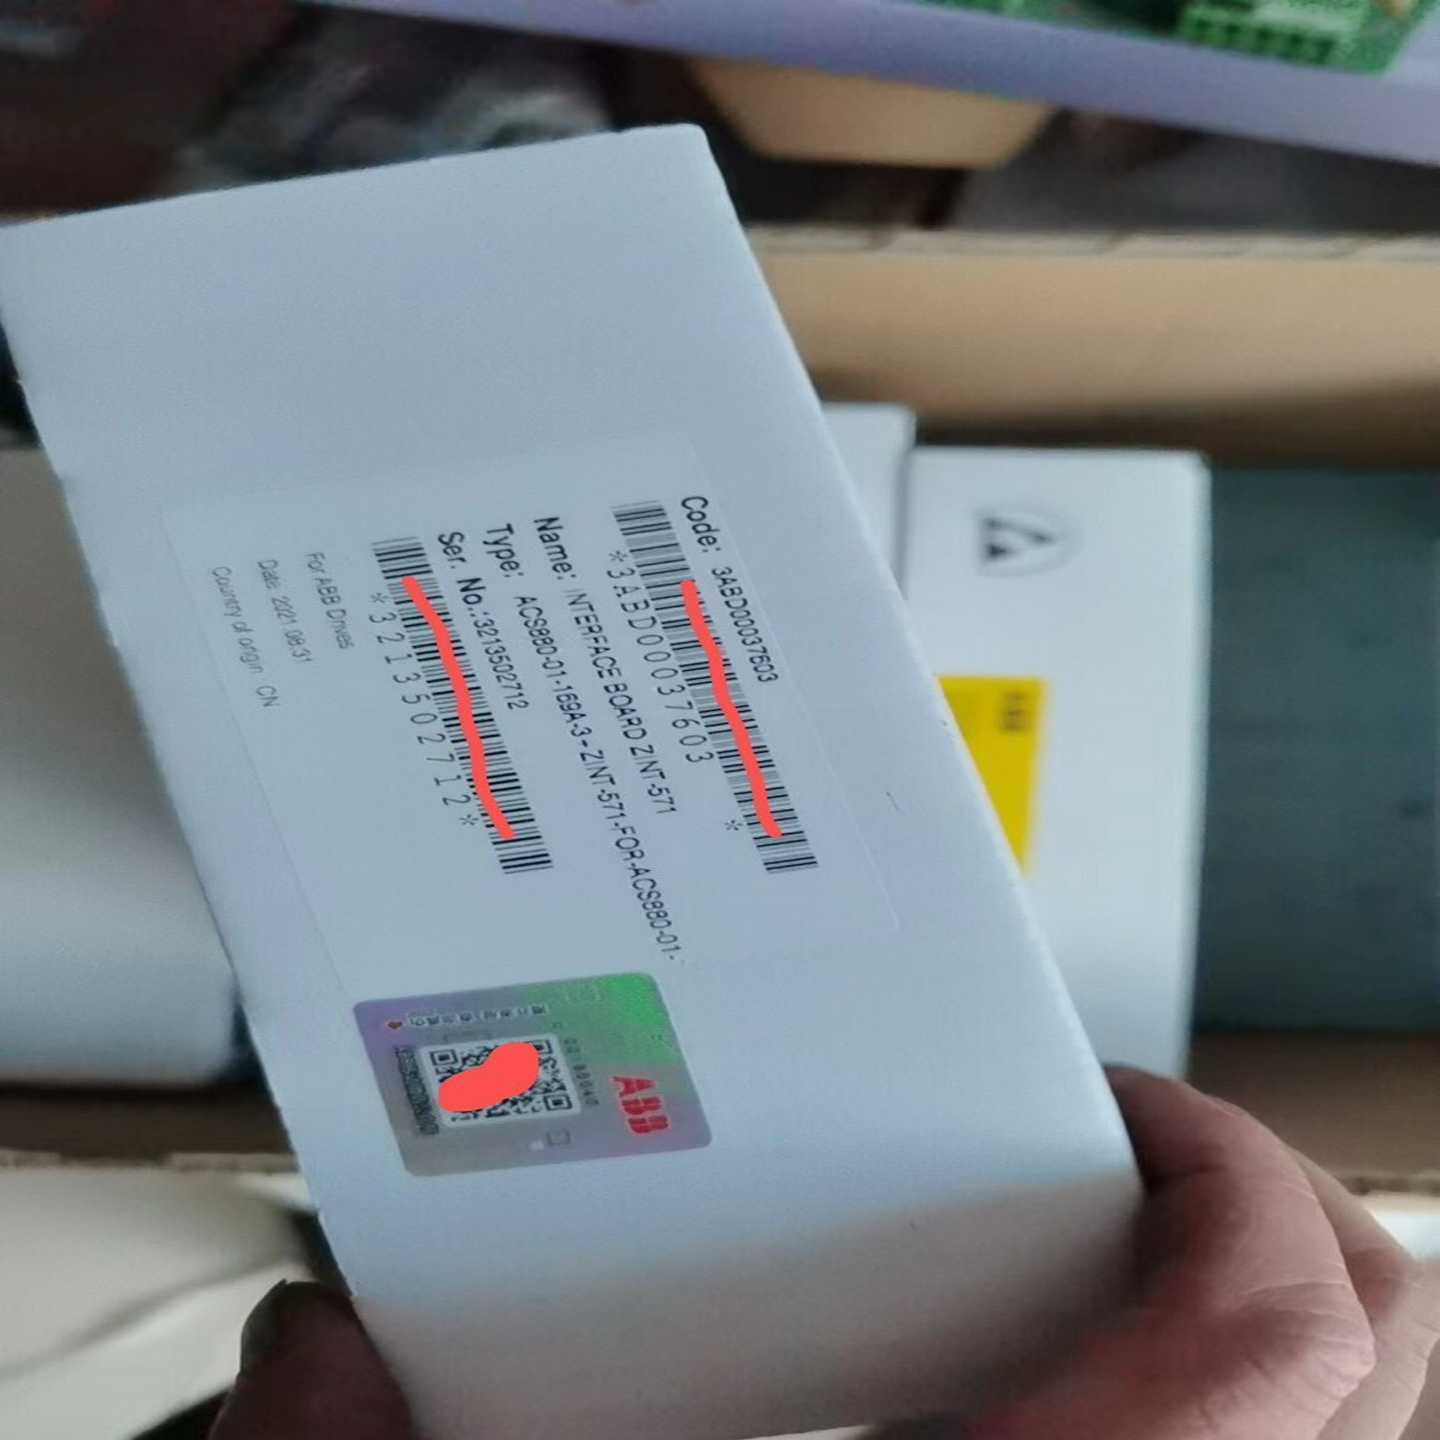 Code: 3ABD00037603
*3ABD00037603*
Name: INTERFACE BOARD ZINT-571
Type: ACS880-01-169A-3-ZINT-571-FOR-ACS880-01-
Ser. No.:3213502712
*3213502712*
For ABB Drives
Date: 2021.08.31
Country of origin: CN
ABB